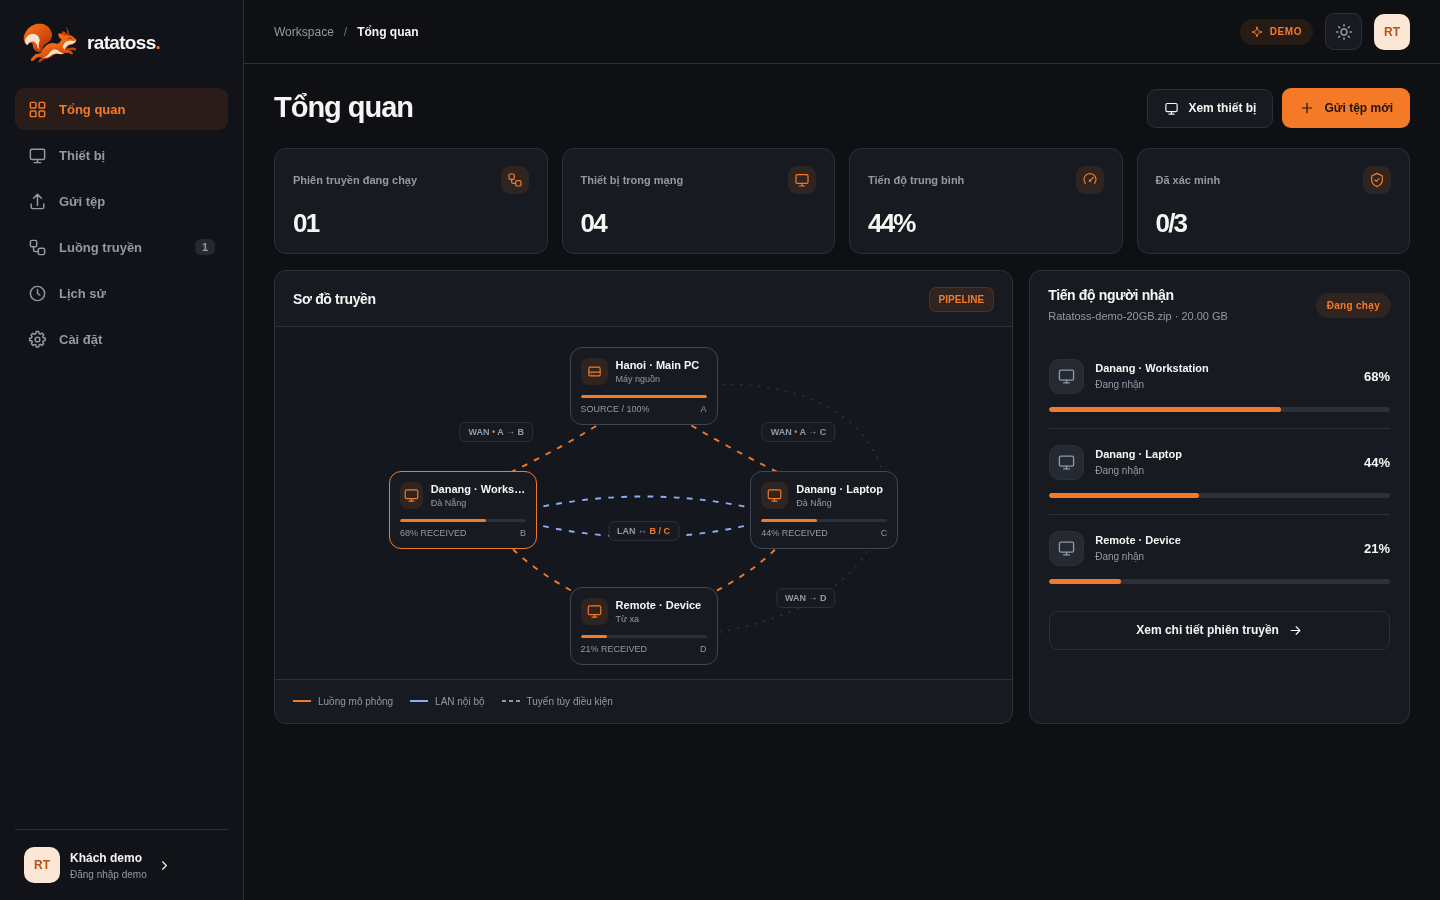 ratatoss.
Tổng quan
Thiết bị
Gửi tệp
Luồng truyền 1
Lịch sử
Cài đặt
RT
Khách demo
Đăng nhập demo
Workspace / Tổng quan
DEMO
RT
Tổng quan
Xem thiết bị
Gửi tệp mới
Phiên truyền đang chạy
01
Thiết bị trong mạng
04
Tiến độ trung bình
44%
Đã xác minh
0/3
Sơ đồ truyền
PIPELINE
Hanoi · Main PC
Máy nguồn
SOURCE / 100% A
WAN • A → B
WAN • A → C
Danang · Works...
Đà Nẵng
68% RECEIVED B
LAN ↔ B / C
Danang · Laptop
Đà Nẵng
44% RECEIVED C
Remote · Device
Từ xa
21% RECEIVED D
WAN → D
Luồng mô phỏng
LAN nội bộ
Tuyến tùy điều kiện
Tiến độ người nhận
Ratatoss-demo-20GB.zip · 20.00 GB
Đang chạy
Danang · Workstation
Đang nhận
68%
Danang · Laptop
Đang nhận
44%
Remote · Device
Đang nhận
21%
Xem chi tiết phiên truyền →